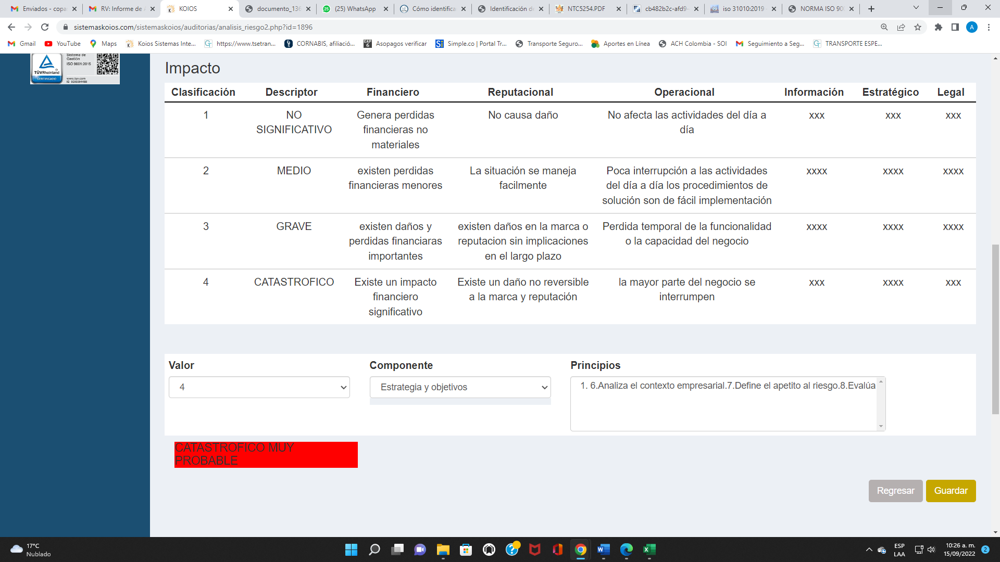 Enviados - copa
RV: Informe de A
KOIOS
documento_136
(25) WhatsApp
Cómo identifica
Identificación de
NTC5254.PDF
cb482b2c-afd9-
iso 31010:2019
NORMA ISO 900
sistemaskoios.com/sistemaskoios/auditorias/analisis_riesgo2.php?id=1896
A
Gmail
YouTube
Maps
Koios Sistemas Inte...
https://www.tsetran...
CORNABIS, afiliació...
Asopagos verificar
Simple.co | Portal Tr...
Transporte Seguro...
Aportes en Línea
ACH Colombia - SOI
Seguimiento a Seg...
TRANSPORTE ESPE...
Sistema de
Gestión
ISO 9001:2015
TÜVRheinland
CERTIFICADO
www.tuv.com
ID 9000004488
Impacto
Clasificación Descriptor Financiero Reputacional Operacional Información Estratégico Legal
1 NO Genera perdidas No causa daño No afecta las actividades del día a xxx xxx xxx
SIGNIFICATIVO financieras no día
materiales
2 MEDIO existen perdidas La situación se maneja Poca interrupción a las actividades xxxx xxxx xxxx
financieras menores facilmente del día a día los procedimientos de
solución son de fácil implementación
3 GRAVE existen daños y existen daños en la marca o Perdida temporal de la funcionalidad xxxx xxxx xxxx
perdidas financiaras reputacion sin implicaciones o la capacidad del negocio
importantes en el largo plazo
4 CATASTROFICO Existe un impacto Existe un daño no reversible la mayor parte del negocio se xxx xxxx xxx
financiero a la marca y reputación interrumpen
significativo
Valor Componente Principios
4 Estrategia y objetivos 1. 6.Analiza el contexto empresarial.7.Define el apetito al riesgo.8.Evalúa
CATASTROFICO MUY
PROBABLE
Regresar Guardar
17°C
Nublado
ESP
LAA
10:26 a. m.
15/09/2022
2